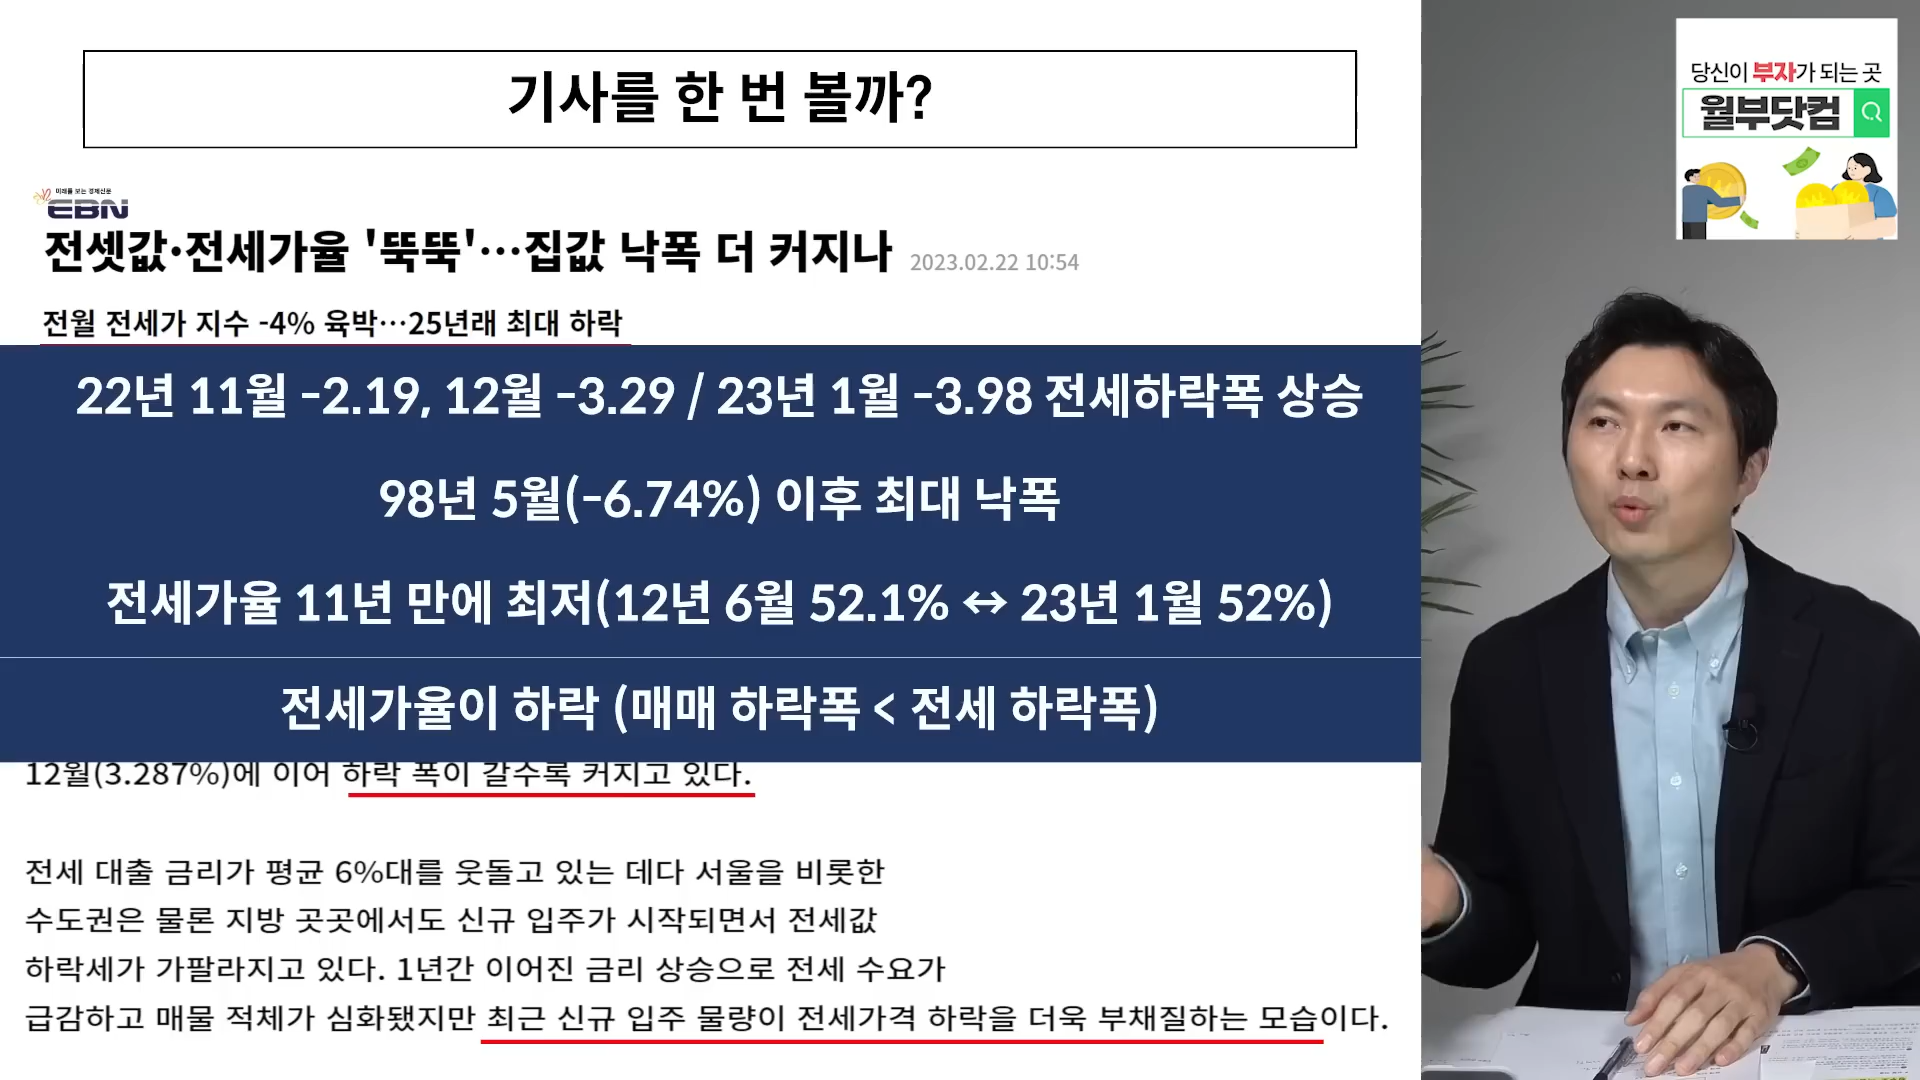 기사를 한 번 볼까?
당신이 부자가 되는 곳
월부닷컴
미래를 보는 경제신문
EBN
전셋값·전세가율 '뚝뚝'…집값 낙폭 더 커지나 2023.02.22 10:54
전월 전세가 지수 -4% 육박…25년래 최대 하락
22년 11월 -2.19, 12월 -3.29 / 23년 1월 -3.98 전세하락폭 상승
98년 5월(-6.74%) 이후 최대 낙폭
전세가율 11년 만에 최저(12년 6월 52.1% ↔ 23년 1월 52%)
전세가율이 하락 (매매 하락폭 < 전세 하락폭)
12월(3.287%)에 이어 하락 폭이 갈수록 커지고 있다.
전세 대출 금리가 평균 6%대를 웃돌고 있는 데다 서울을 비롯한
수도권은 물론 지방 곳곳에서도 신규 입주가 시작되면서 전세값
하락세가 가팔라지고 있다. 1년간 이어진 금리 상승으로 전세 수요가
급감하고 매물 적체가 심화됐지만 최근 신규 입주 물량이 전세가격 하락을 더욱 부채질하는 모습이다.